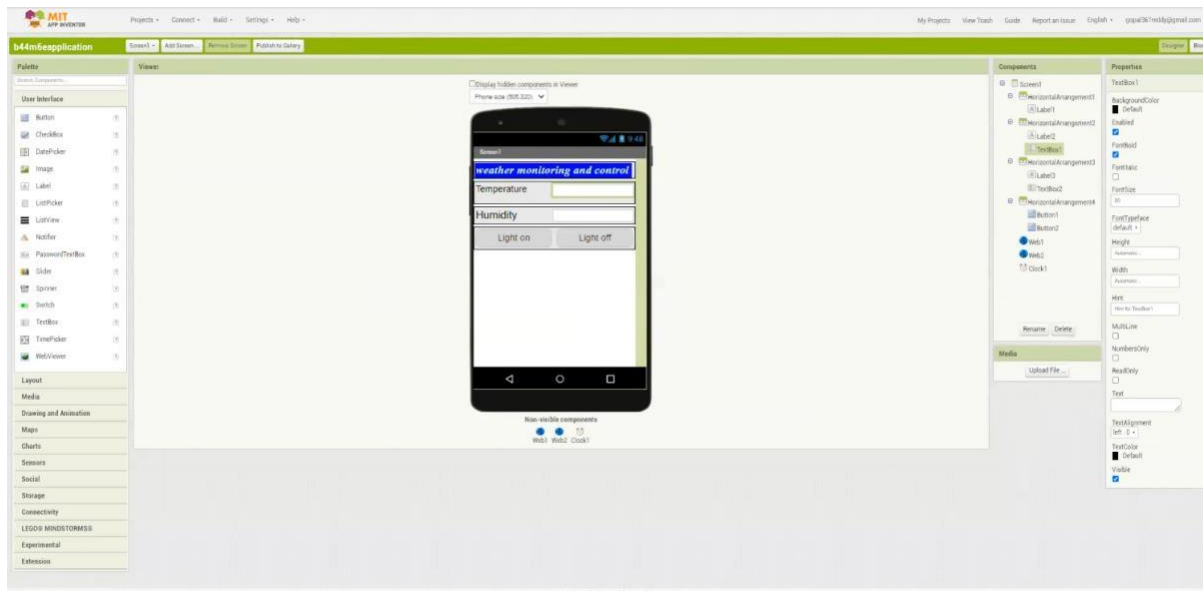 MIT
APP INVENTOR
Projects Connect Build Settings Help
My Projects View Trash Guide Report an Issue English gopal361reddy@gmail.com
b44m6eapplication
Screen1 Add Screen ... Remove Screen Publish to Gallery
Designer
Palette
Search Components...
User Interface
Button
CheckBox
DatePicker
Image
Label
ListPicker
ListView
Notifier
PasswordTextBox
Slider
Spinner
Switch
TextBox
TimePicker
WebViewer
Layout
Media
Drawing and Animation
Maps
Charts
Sensors
Social
Storage
Connectivity
LEGO® MINDSTORMS®
Experimental
Extension
Viewer
Display hidden components in Viewer
Phone size (505,320)
9:48
Screen1
weather monitoring and control
Temperature
Humidity
Light on Light off
Non-visible components
Web1 Web2 Clock1
Components
Screen1
HorizontalArrangement1
Label1
HorizontalArrangement2
Label2
TextBox1
HorizontalArrangement3
Label3
TextBox2
HorizontalArrangement4
Button1
Button2
Web1
Web2
Clock1
Rename Delete
Media
Upload File ...
Properties
TextBox1
BackgroundColor
Default
Enabled
FontBold
FontItalic
FontSize
FontTypeface
default
Height
Automatic...
Width
Automatic...
Hint
Hint for TextBox1
MultiLine
NumbersOnly
ReadOnly
Text
TextAlignment
left : 0
TextColor
Default
Visible